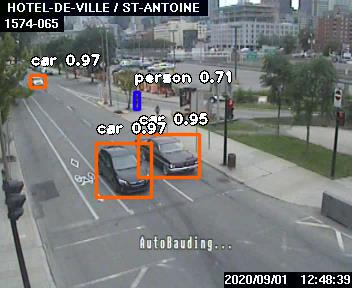 HOTEL-DE-VILLE / ST-ANTOINE
1574-065
car 0.97
person 0.71
car 0.95
car 0.97
AutoBauding...
2020/09/01 12:48:39